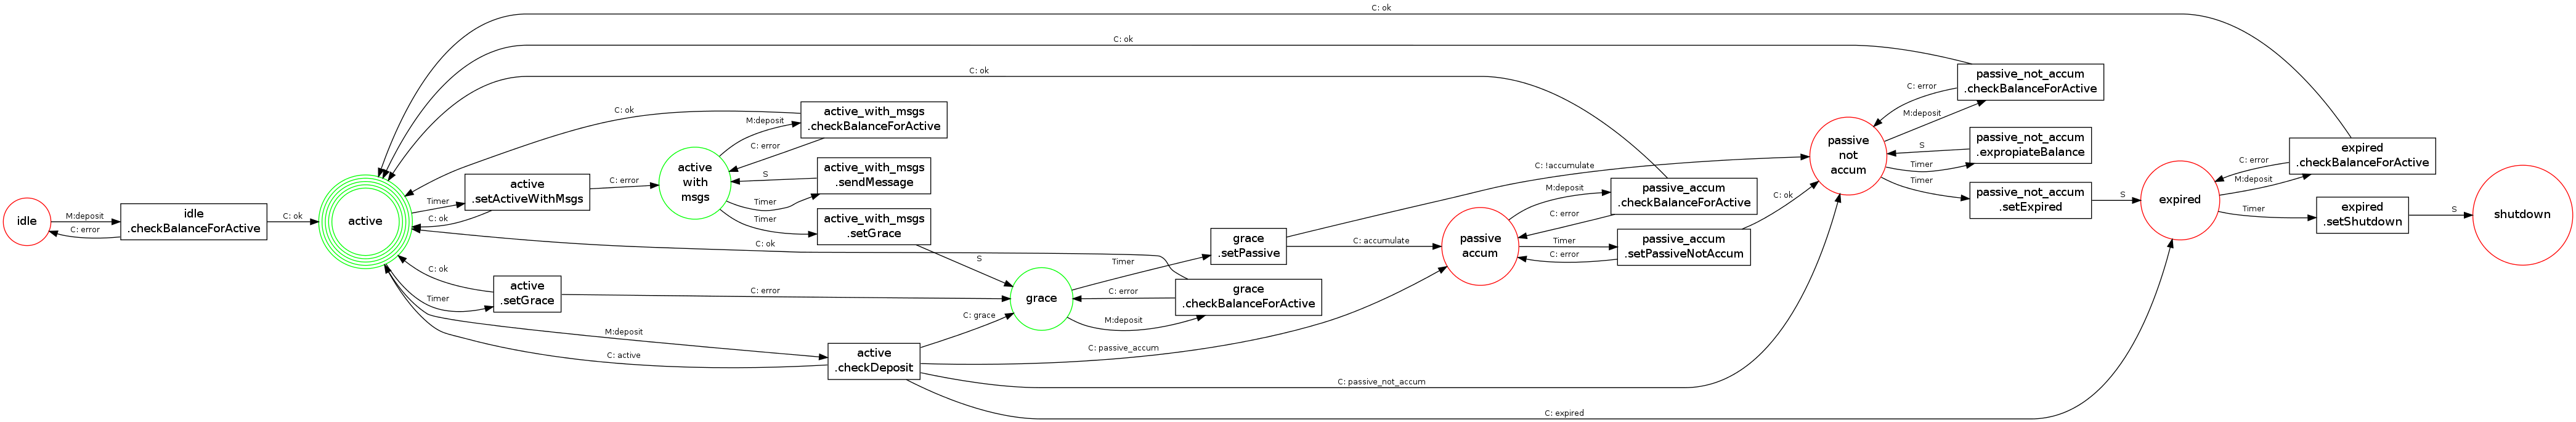 C: ok
C: ok
C: ok
passive_not_accum
.checkBalanceForActive
C: error
M:deposit
C: ok
active_with_msgs
.checkBalanceForActive
M:deposit
C: error
passive
not
accum
passive_not_accum
.expropiateBalance
S
Timer
expired
.checkBalanceForActive
C: error
M:deposit
active
with
msgs
active_with_msgs
.sendMessage
S
Timer
C: !accumulate
active
.setActiveWithMsgs
Timer
C: ok
C: error
passive_accum
.checkBalanceForActive
M:deposit
C: error
C: ok
Timer
passive_not_accum
.setExpired
S
expired
Timer
expired
.setShutdown
S
shutdown
idle
M:deposit
C: error
idle
.checkBalanceForActive
C: ok
active
Timer
active_with_msgs
.setGrace
S
C: ok
grace
.setPassive
Timer
C: accumulate
passive
accum
Timer
C: error
passive_accum
.setPassiveNotAccum
C: ok
Timer
active
.setGrace
C: error
grace
C: error
M:deposit
grace
.checkBalanceForActive
M:deposit
C: grace
C: active
active
.checkDeposit
C: passive_accum
C: passive_not_accum
C: expired